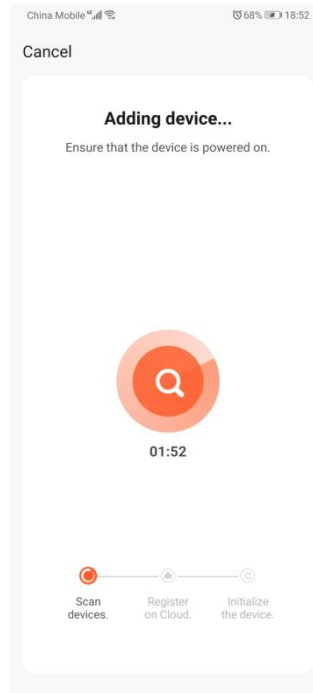 China Mobile 68% 18:52
Cancel
Adding device...
Ensure that the device is powered on.
01:52
Scan devices.
Register on Cloud.
Initialize the device.